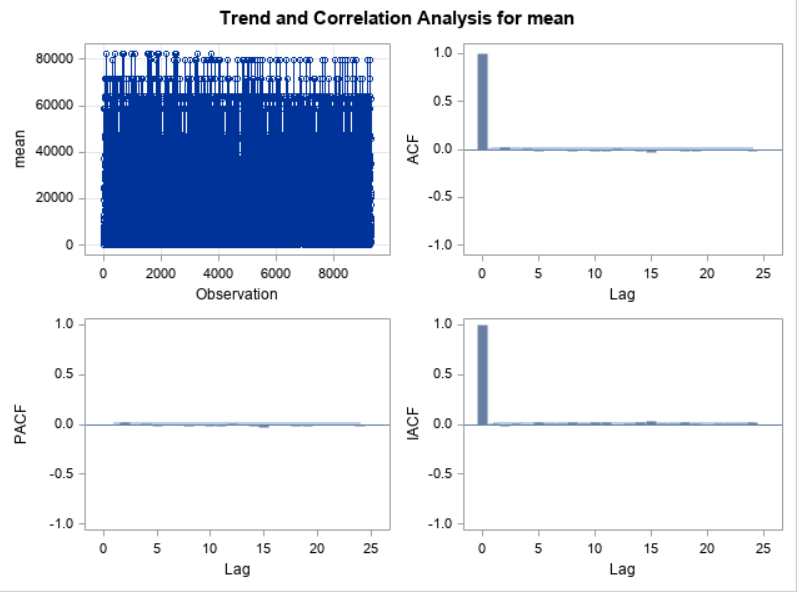 Trend and Correlation Analysis for mean
mean
80000
60000
40000
20000
0
0 2000 4000 6000 8000
Observation
ACF
1.0
0.5
0.0
-0.5
-1.0
0 5 10 15 20 25
Lag
PACF
1.0
0.5
0.0
-0.5
-1.0
0 5 10 15 20 25
Lag
IACF
1.0
0.5
0.0
-0.5
-1.0
0 5 10 15 20 25
Lag